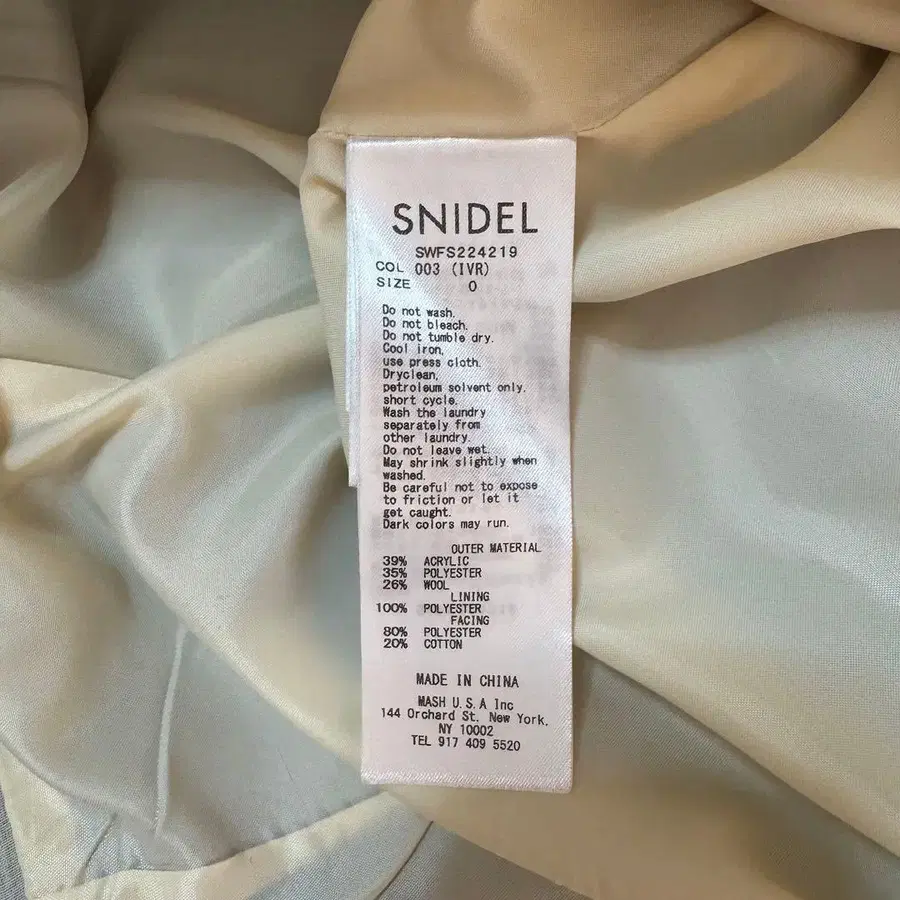 SNIDEL
SWFS224219
COL 003 (IVR)
SIZE 0
Do not wash.
Do not bleach.
Do not tumble dry.
Cool iron,
use press cloth.
Dryclean,
petroleum solvent only.
short cycle.
Wash the laundry
separately from
other laundry.
Do not leave wet.
May shrink slightly when
washed.
Be careful not to expose
to friction or let it
get caught.
Dark colors may run.
OUTER MATERIAL
39% ACRYLIC
35% POLYESTER
26% WOOL
LINING
100% POLYESTER
FACING
80% POLYESTER
20% COTTON
MADE IN CHINA
MASH U.S.A Inc
144 Orchard St. New York,
NY 10002
TEL 917 409 5520